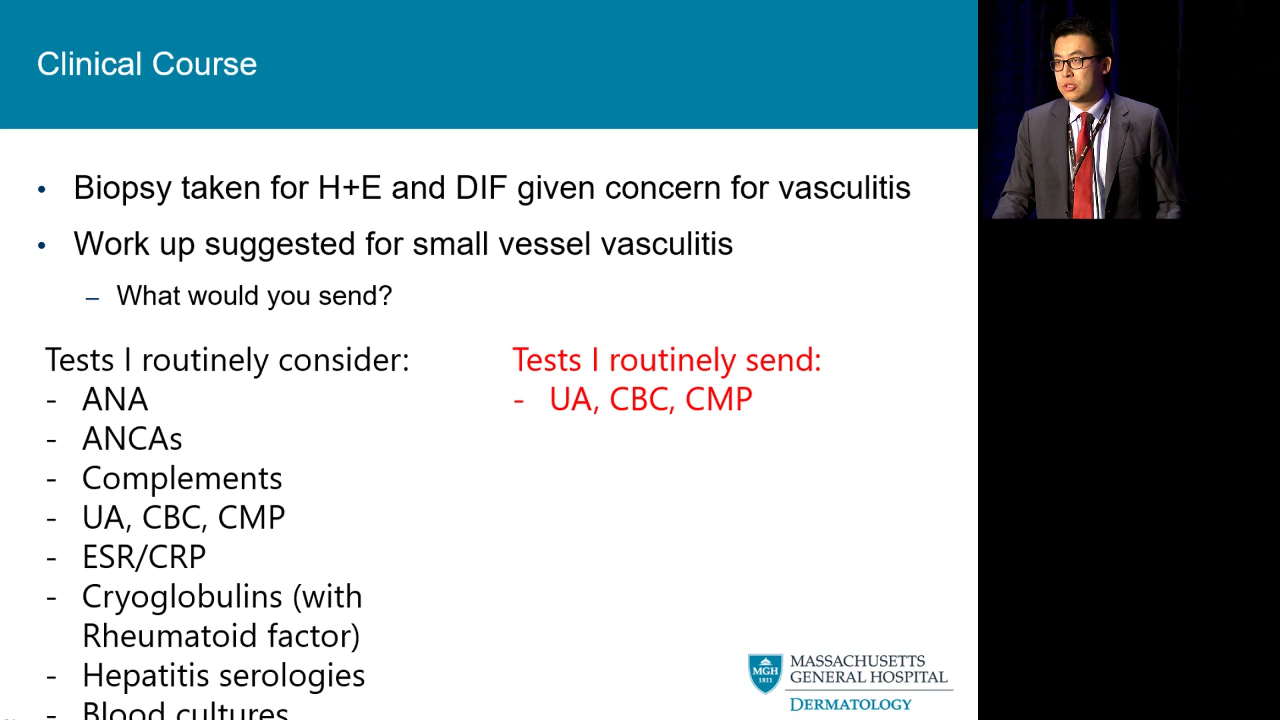 Clinical Course
• Biopsy taken for H+E and DIF given concern for vasculitis
• Work up suggested for small vessel vasculitis
– What would you send?
Tests I routinely consider:
- ANA
- ANCAs
- Complements
- UA, CBC, CMP
- ESR/CRP
- Cryoglobulins (with
Rheumatoid factor)
- Hepatitis serologies
- Blood cultures
Tests I routinely send:
- UA, CBC, CMP
MGH
1811
MASSACHUSETTS
GENERAL HOSPITAL
DERMATOLOGY